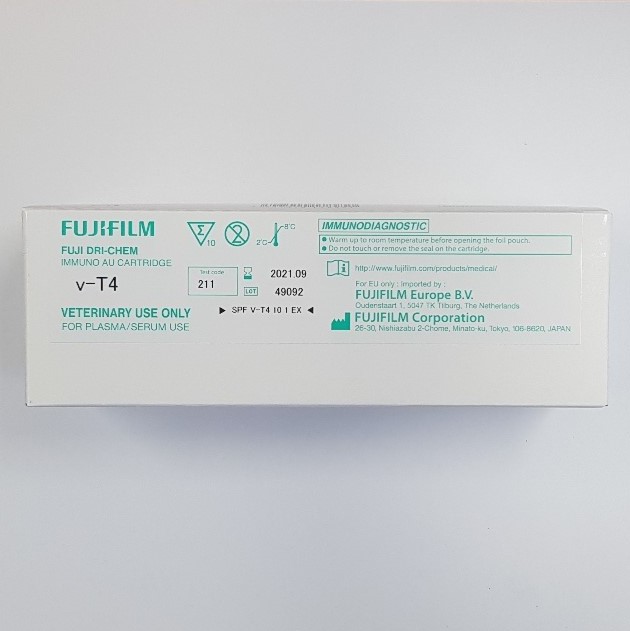 FUJIFILM
FUJI DRI-CHEM
IMMUNO AU CARTRIDGE
v-T4
VETERINARY USE ONLY
FOR PLASMA/SERUM USE
Σ
10
2
2℃
8℃
Test code
211
2021.09
LOT 49092
▶ SPF V-T4 10 1 EX ◀
IMMUNODIAGNOSTIC
● Warm up to room temperature before opening the foil pouch.
● Do not touch or remove the seal on the cartridge.
i http://www.fujifilm.com/products/medical/
For EU only : Imported by :
FUJIFILM Europe B.V.
Oudenstaart 1, 5047 TK Tilburg, The Netherlands
FUJIFILM Corporation
26-30, Nishiazabu 2-Chome, Minato-ku, Tokyo, 106-8620, JAPAN